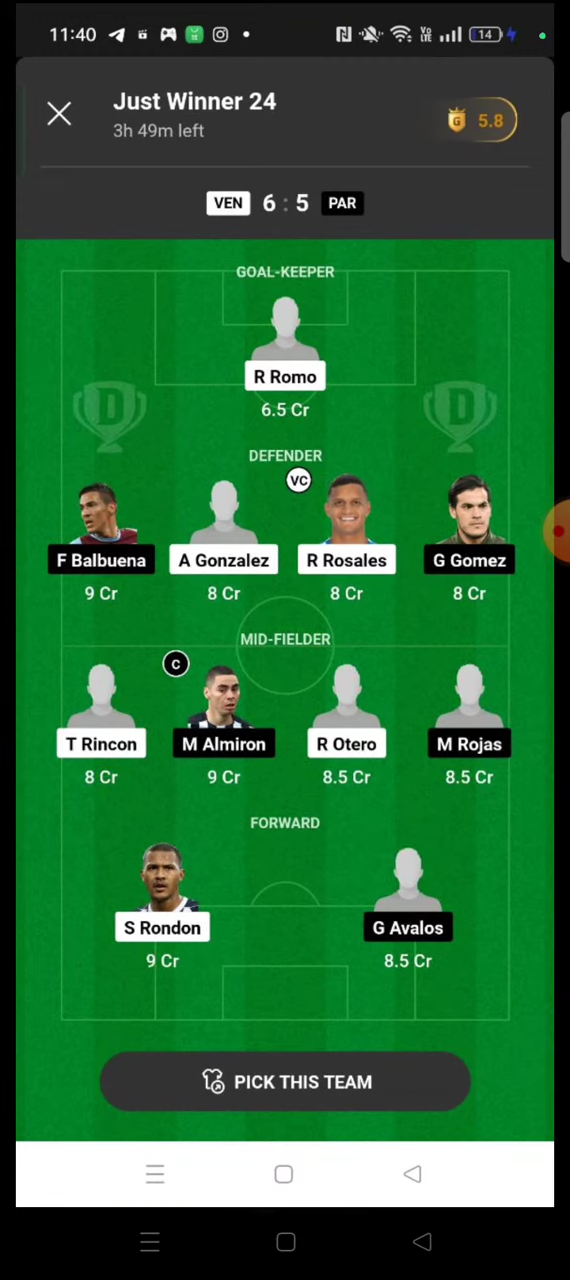 11:40 VoLTE 14
Just Winner 24
3h 49m left
G 5.8
VEN 6 : 5 PAR
GOAL-KEEPER
R Romo
6.5 Cr
D D
DEFENDER
VC
F Balbuena A Gonzalez R Rosales G Gomez
9 Cr 8 Cr 8 Cr 8 Cr
MID-FIELDER
C
T Rincon M Almiron R Otero M Rojas
8 Cr 9 Cr 8.5 Cr 8.5 Cr
FORWARD
S Rondon G Avalos
9 Cr 8.5 Cr
PICK THIS TEAM